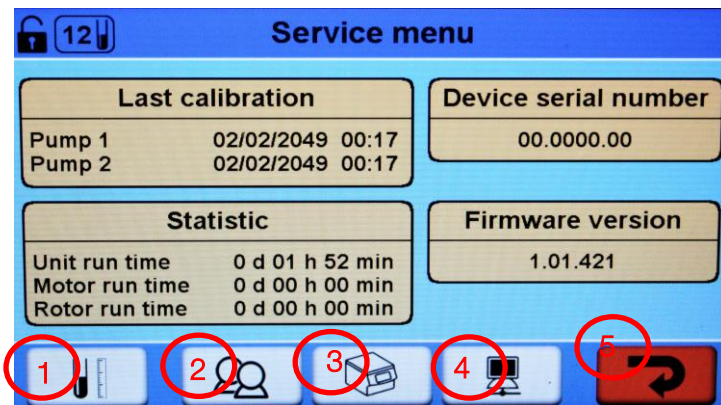 12
Service menu
Last calibration
Pump 1 02/02/2049 00:17
Pump 2 02/02/2049 00:17
Device serial number
00.0000.00
Statistic
Unit run time 0 d 01 h 52 min
Motor run time 0 d 00 h 00 min
Rotor run time 0 d 00 h 00 min
Firmware version
1.01.421
1
2
3
4
5